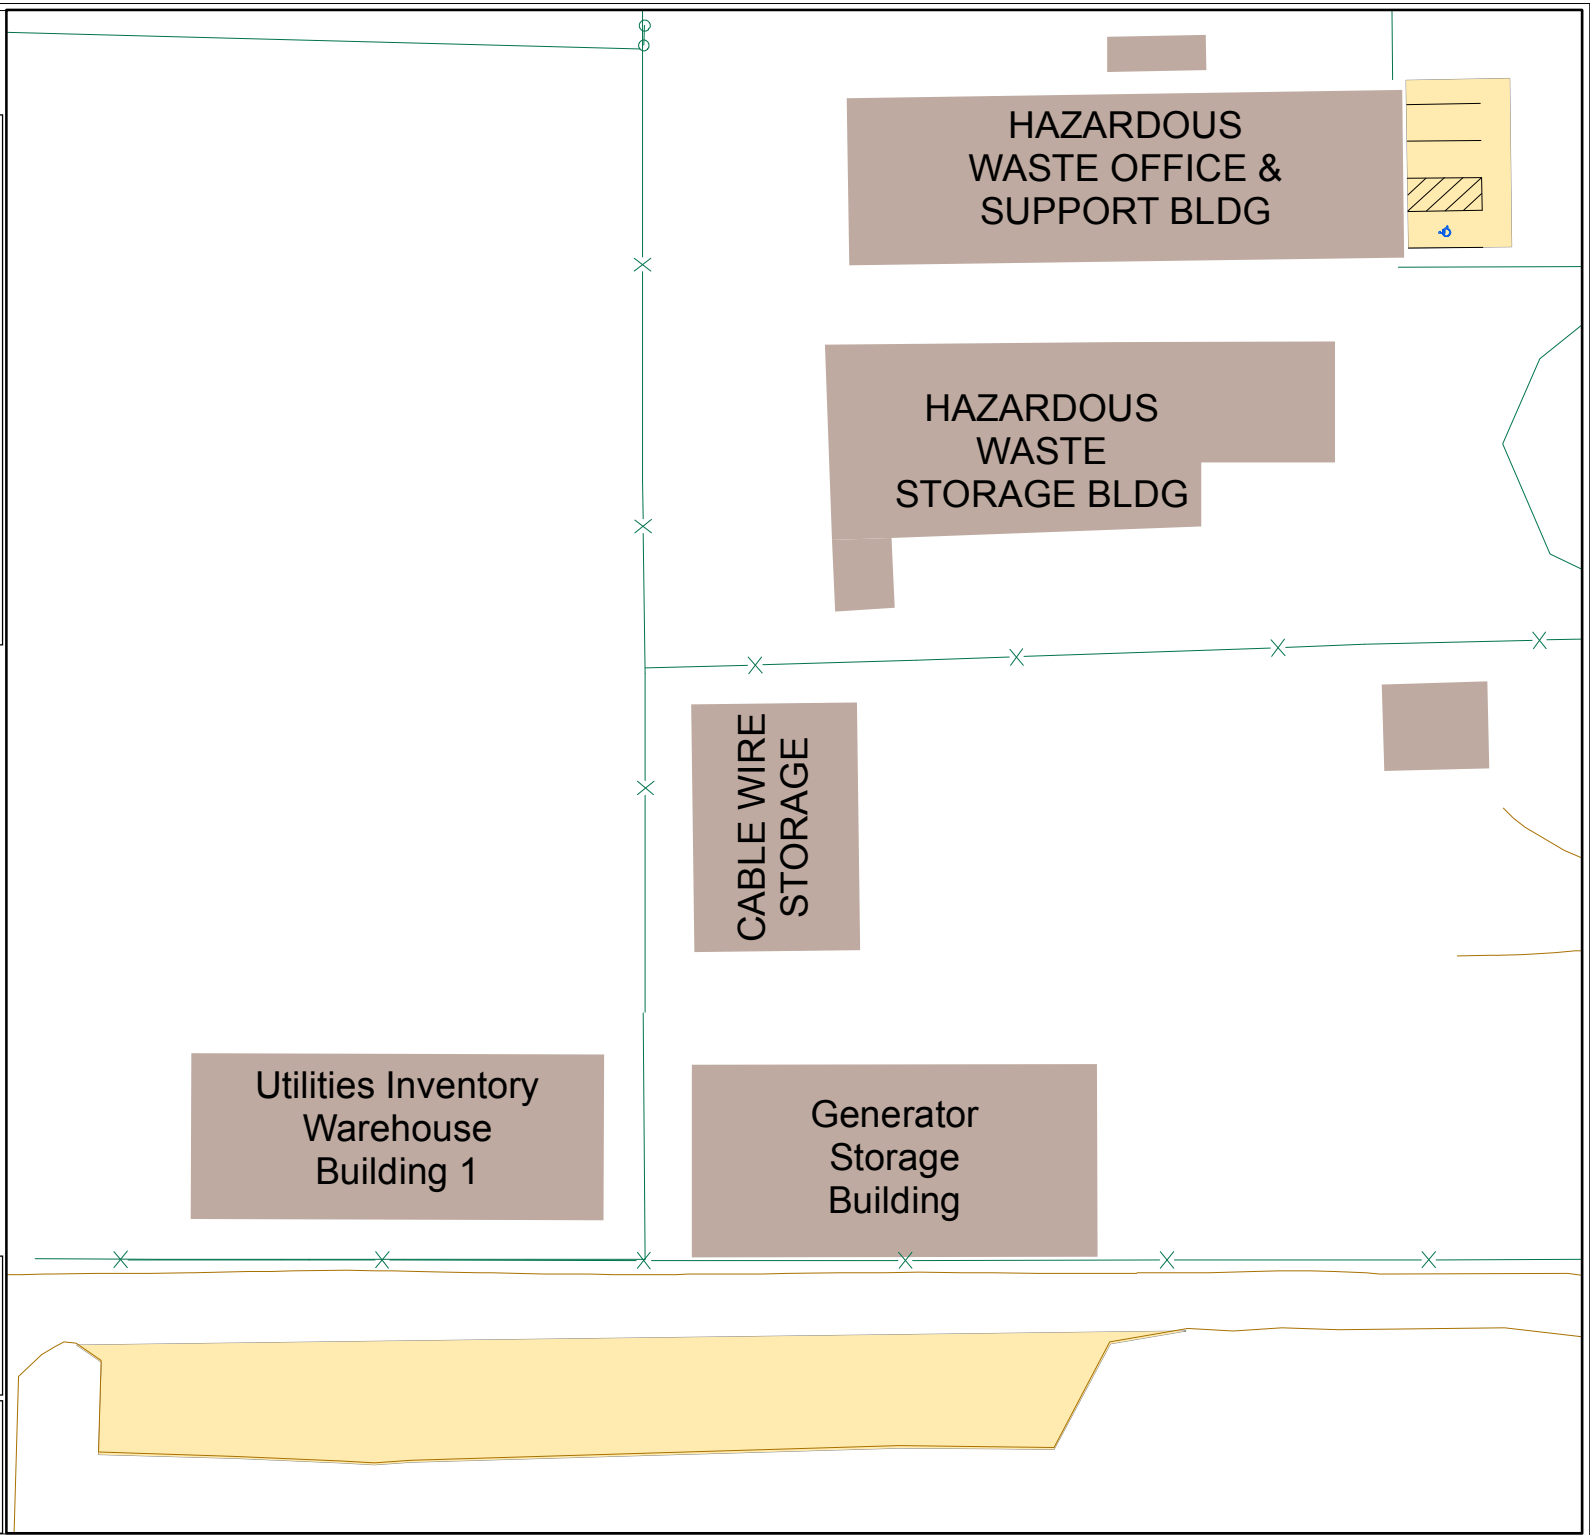 HAZARDOUS
WASTE OFFICE &
SUPPORT BLDG
HAZARDOUS
WASTE
STORAGE BLDG
CABLE WIRE
STORAGE
Utilities Inventory
Warehouse
Building 1
Generator
Storage
Building